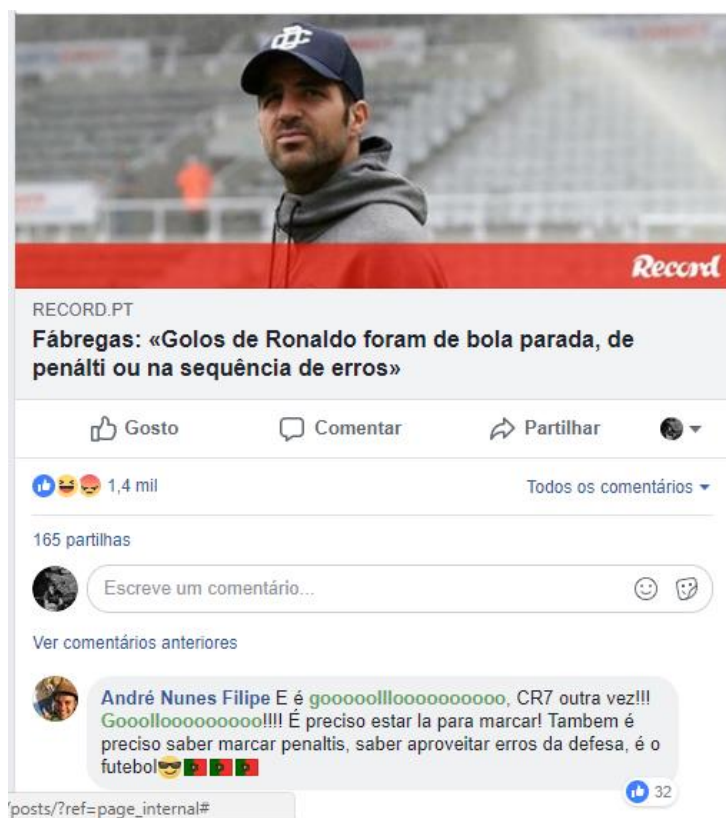 Record
RECORD.PT
Fábregas: «Golos de Ronaldo foram de bola parada, de
penálti ou na sequência de erros»
Gosto
Comentar
Partilhar
1,4 mil
Todos os comentários
165 partilhas
Escreve um comentário...
Ver comentários anteriores
André Nunes Filipe E é gooooollloooooooooo, CR7 outra vez!!!
Gooollooooooooo!!!! É preciso estar la para marcar! Tambem é
preciso saber marcar penaltis, saber aproveitar erros da defesa, é o
futebol😎🇵🇹🇵🇹🇵🇹
32
/posts/?ref=page_internal#